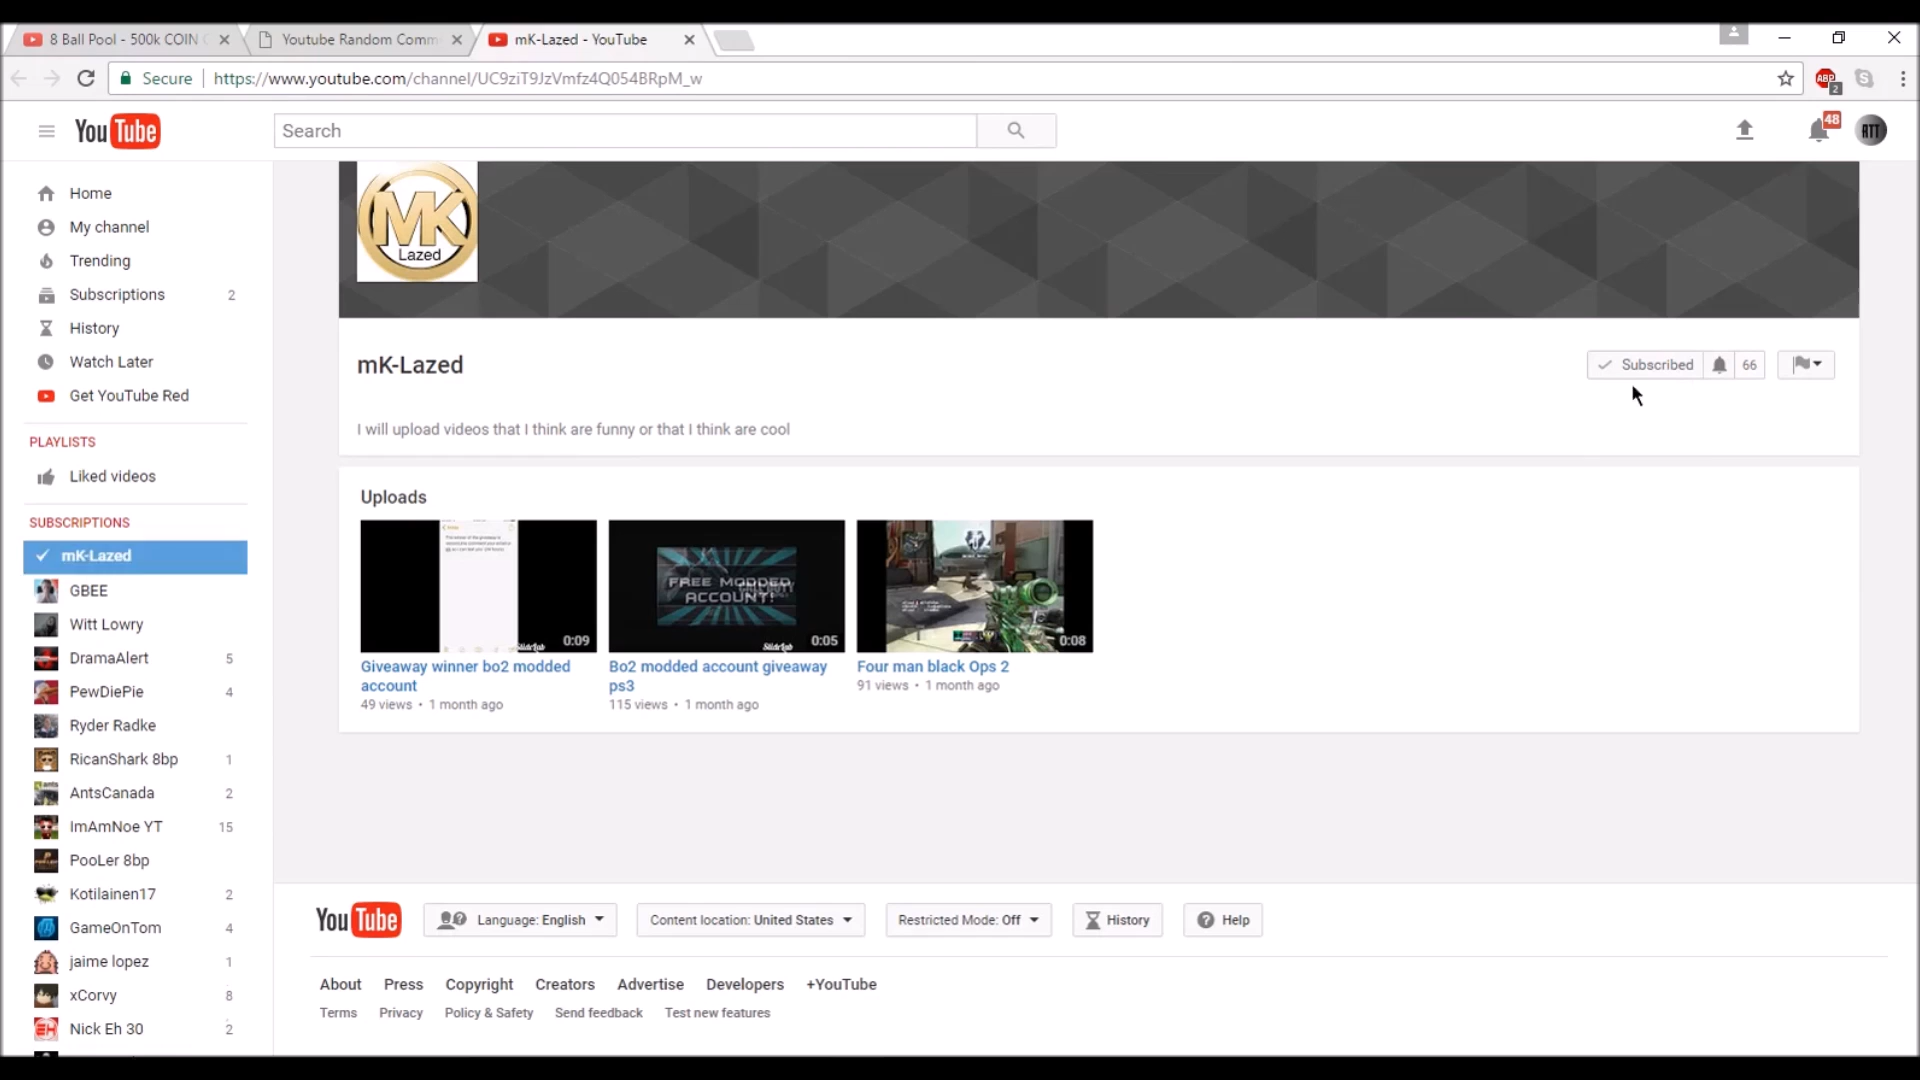 8 Ball Pool - 500k COIN
Youtube Random Comm
mK-Lazed - YouTube
Secure
https://www.youtube.com/channel/UC9ziT9JzVmfz4Q054BRpM_w
ABP
2
YouTube
Search
48
RTT
Home
My channel
Trending
Subscriptions 2
History
Watch Later
Get YouTube Red
PLAYLISTS
Liked videos
SUBSCRIPTIONS
mK-Lazed
GBEE
Witt Lowry
DramaAlert 5
PewDiePie 4
Ryder Radke
RicanShark 8bp 1
AntsCanada 2
ImAmNoe YT 15
PooLer 8bp
Kotilainen17 2
GameOnTom 4
jaime lopez 1
xCorvy 8
Nick Eh 30 2
MK
Lazed
mK-Lazed
Subscribed 66
I will upload videos that I think are funny or that I think are cool
Uploads
0:09
FREE MODDED
ACCOUNT!
0:05
0:08
Giveaway winner bo2 modded
account
49 views • 1 month ago
Bo2 modded account giveaway
ps3
115 views • 1 month ago
Four man black Ops 2
91 views • 1 month ago
YouTube
Language: English
Content location: United States
Restricted Mode: Off
History
Help
About Press Copyright Creators Advertise Developers +YouTube
Terms Privacy Policy & Safety Send feedback Test new features